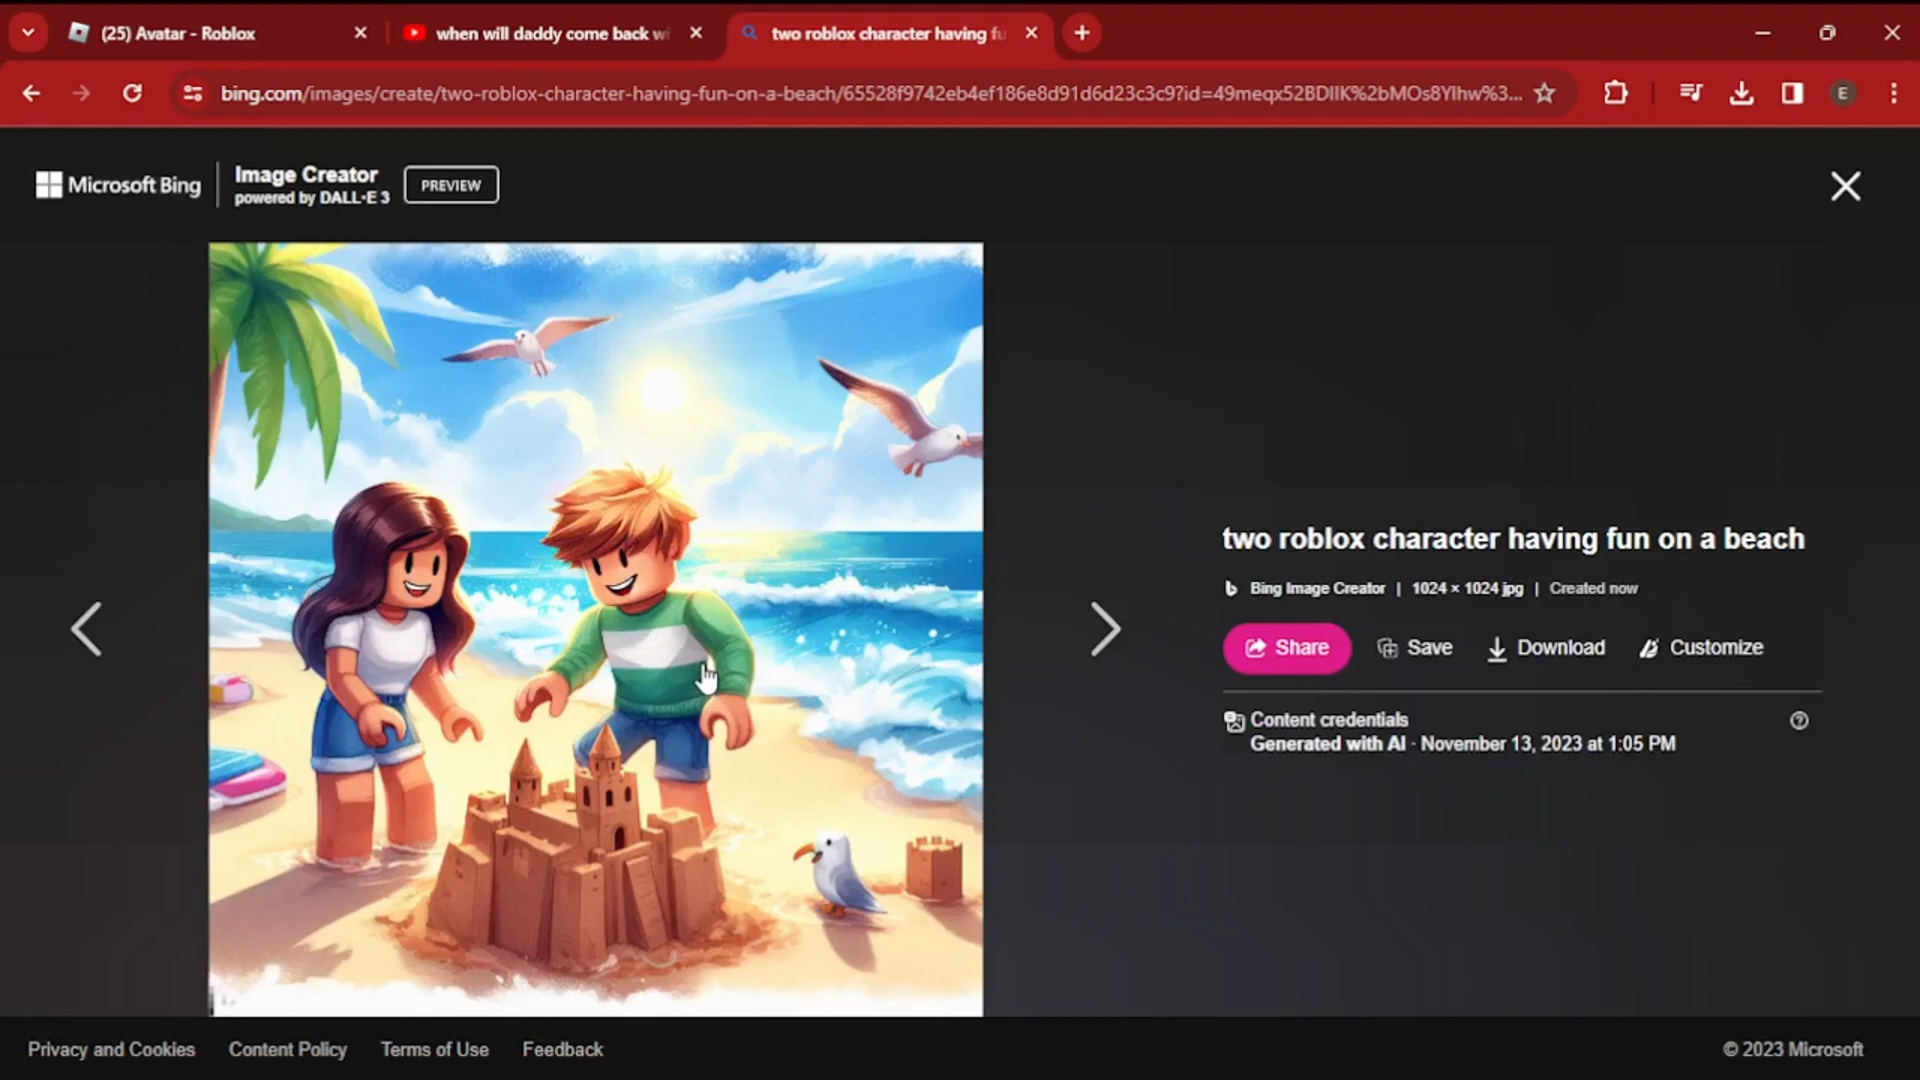 (25) Avatar - Roblox
when will daddy come back w
two roblox character having fu
bing.com/images/create/two-roblox-character-having-fun-on-a-beach/65528f9742eb4ef186e8d91d6d23c3c9?id=49meqx52BDIIK%2bMOs8Ylhw%3...
E
Microsoft Bing
Image Creator
powered by DALL·E 3
PREVIEW
two roblox character having fun on a beach
Bing Image Creator | 1024 × 1024 jpg | Created now
Share Save Download Customize
Content credentials
Generated with AI · November 13, 2023 at 1:05 PM
Privacy and Cookies Content Policy Terms of Use Feedback
© 2023 Microsoft